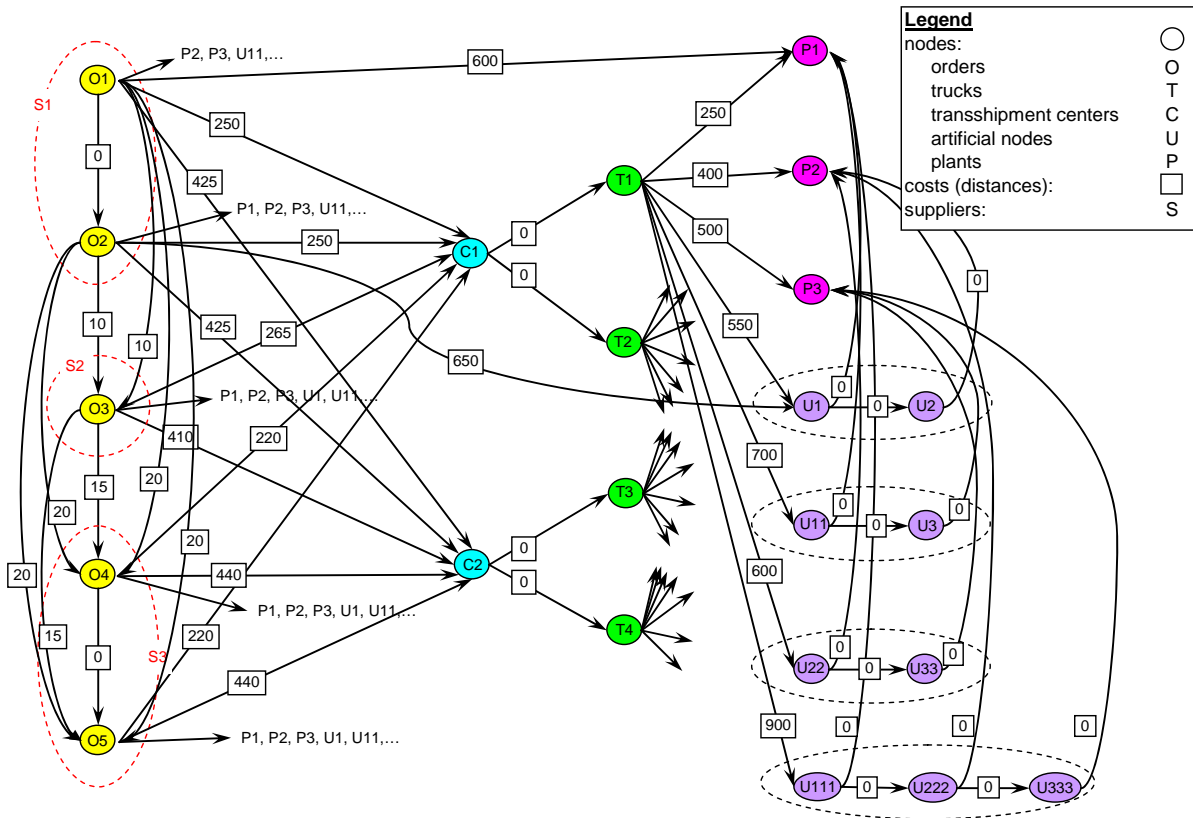 Legend
nodes:
orders O
trucks T
transshipment centers C
artificial nodes U
plants P
costs (distances):
suppliers: S
P2, P3, U11,…
P1
600
O1
S1
250
250
0
425
T1
400
P2
P1, P2, P3, U11,…
0
500
O2
250
C1
0
P3
0
10
425
265
550
10
T2
650
S2
0
P1, P2, P3, U1, U11,…
O3
U1
0
U2
410
220
700
15
20
T3
0
20
U11
0
U3
0
20
0
600
O4
440
C2
20
0
P1, P2, P3, U1, U11,…
T4
15
220
0
0
S3
U22
0
U33
0
440
900
0
0
0
O5
P1, P2, P3, U1, U11,…
U111
0
U222
0
U333